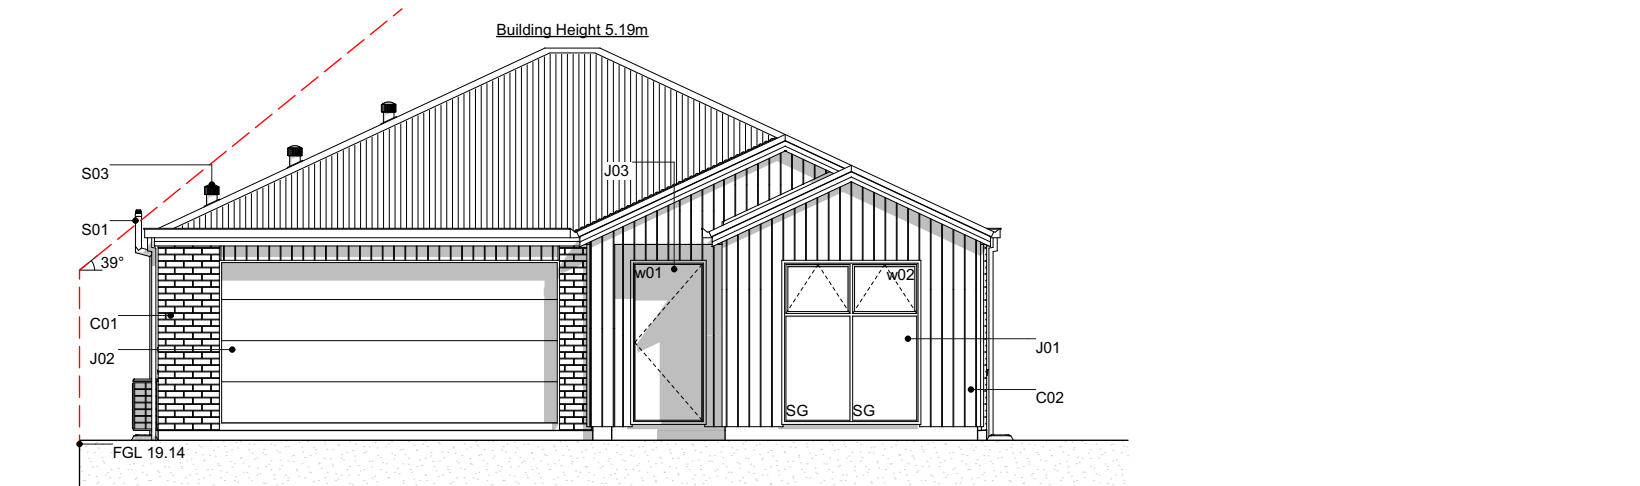 Building Height 5.19m
S03
J03
S01
39°
w01
w02
C01
J02
J01
C02
SG
SG
FGL 19.14